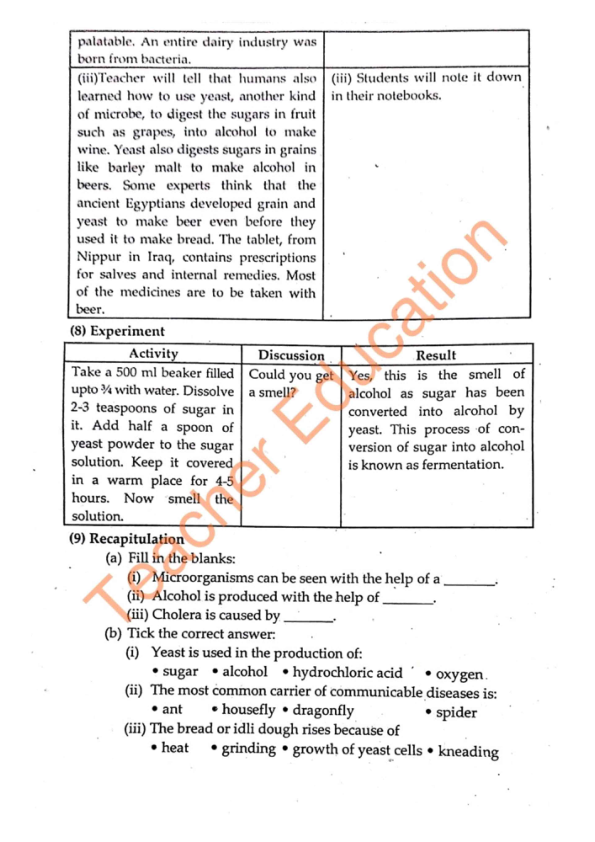 palatable. An entire dairy industry was
born from bacteria.
(iii)Teacher will tell that humans also
learned how to use yeast, another kind
of microbe, to digest the sugars in fruit
such as grapes, into alcohol to make
wine. Yeast also digests sugars in grains
like barley malt to make alcohol in
beers. Some experts think that the
ancient Egyptians developed grain and
yeast to make beer even before they
used it to make bread. The tablet, from
Nippur in Iraq, contains prescriptions
for salves and internal remedies. Most
of the medicines are to be taken with
beer.
(iii) Students will note it down
in their notebooks.
(8) Experiment
Activity
Take a 500 ml beaker filled
upto ¾ with water. Dissolve
2-3 teaspoons of sugar in
it. Add half a spoon of
yeast powder to the sugar
solution. Keep it covered
in a warm place for 4-5
hours. Now smell the
solution.
Discussion
Could you get
a smell?
Result
Yes, this is the smell of
alcohol as sugar has been
converted into alcohol by
yeast. This process of con-
version of sugar into alcohol
is known as fermentation.
(9) Recapitulation
(a) Fill in the blanks:
(i) Microorganisms can be seen with the help of a ______.
(ii) Alcohol is produced with the help of ______.
(iii) Cholera is caused by ______.
(b) Tick the correct answer:
(i) Yeast is used in the production of:
• sugar • alcohol • hydrochloric acid • oxygen.
(ii) The most common carrier of communicable diseases is:
• ant • housefly • dragonfly • spider
(iii) The bread or idli dough rises because of
• heat • grinding • growth of yeast cells • kneading
Teacher Education